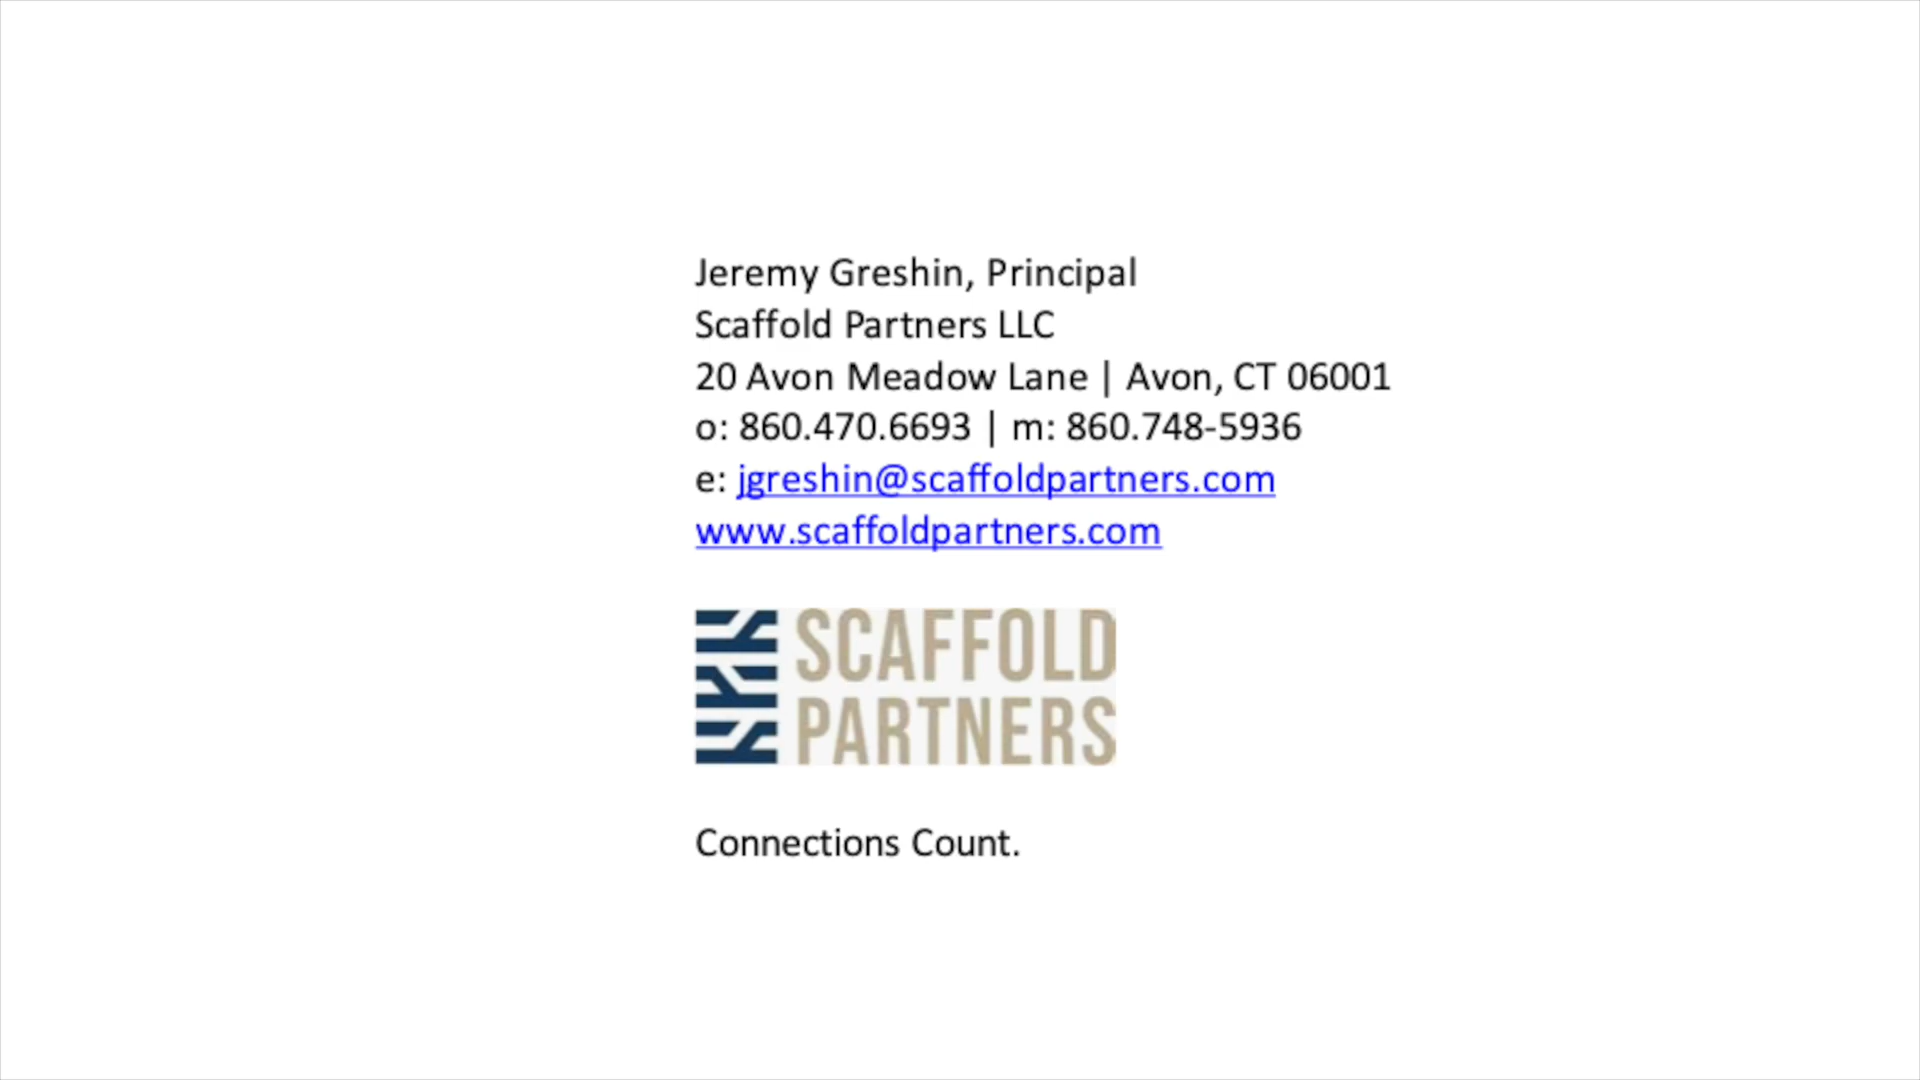 Jeremy Greshin, Principal
Scaffold Partners LLC
20 Avon Meadow Lane | Avon, CT 06001
o: 860.470.6693 | m: 860.748-5936
e: jgreshin@scaffoldpartners.com
www.scaffoldpartners.com
SCAFFOLD
PARTNERS
Connections Count.